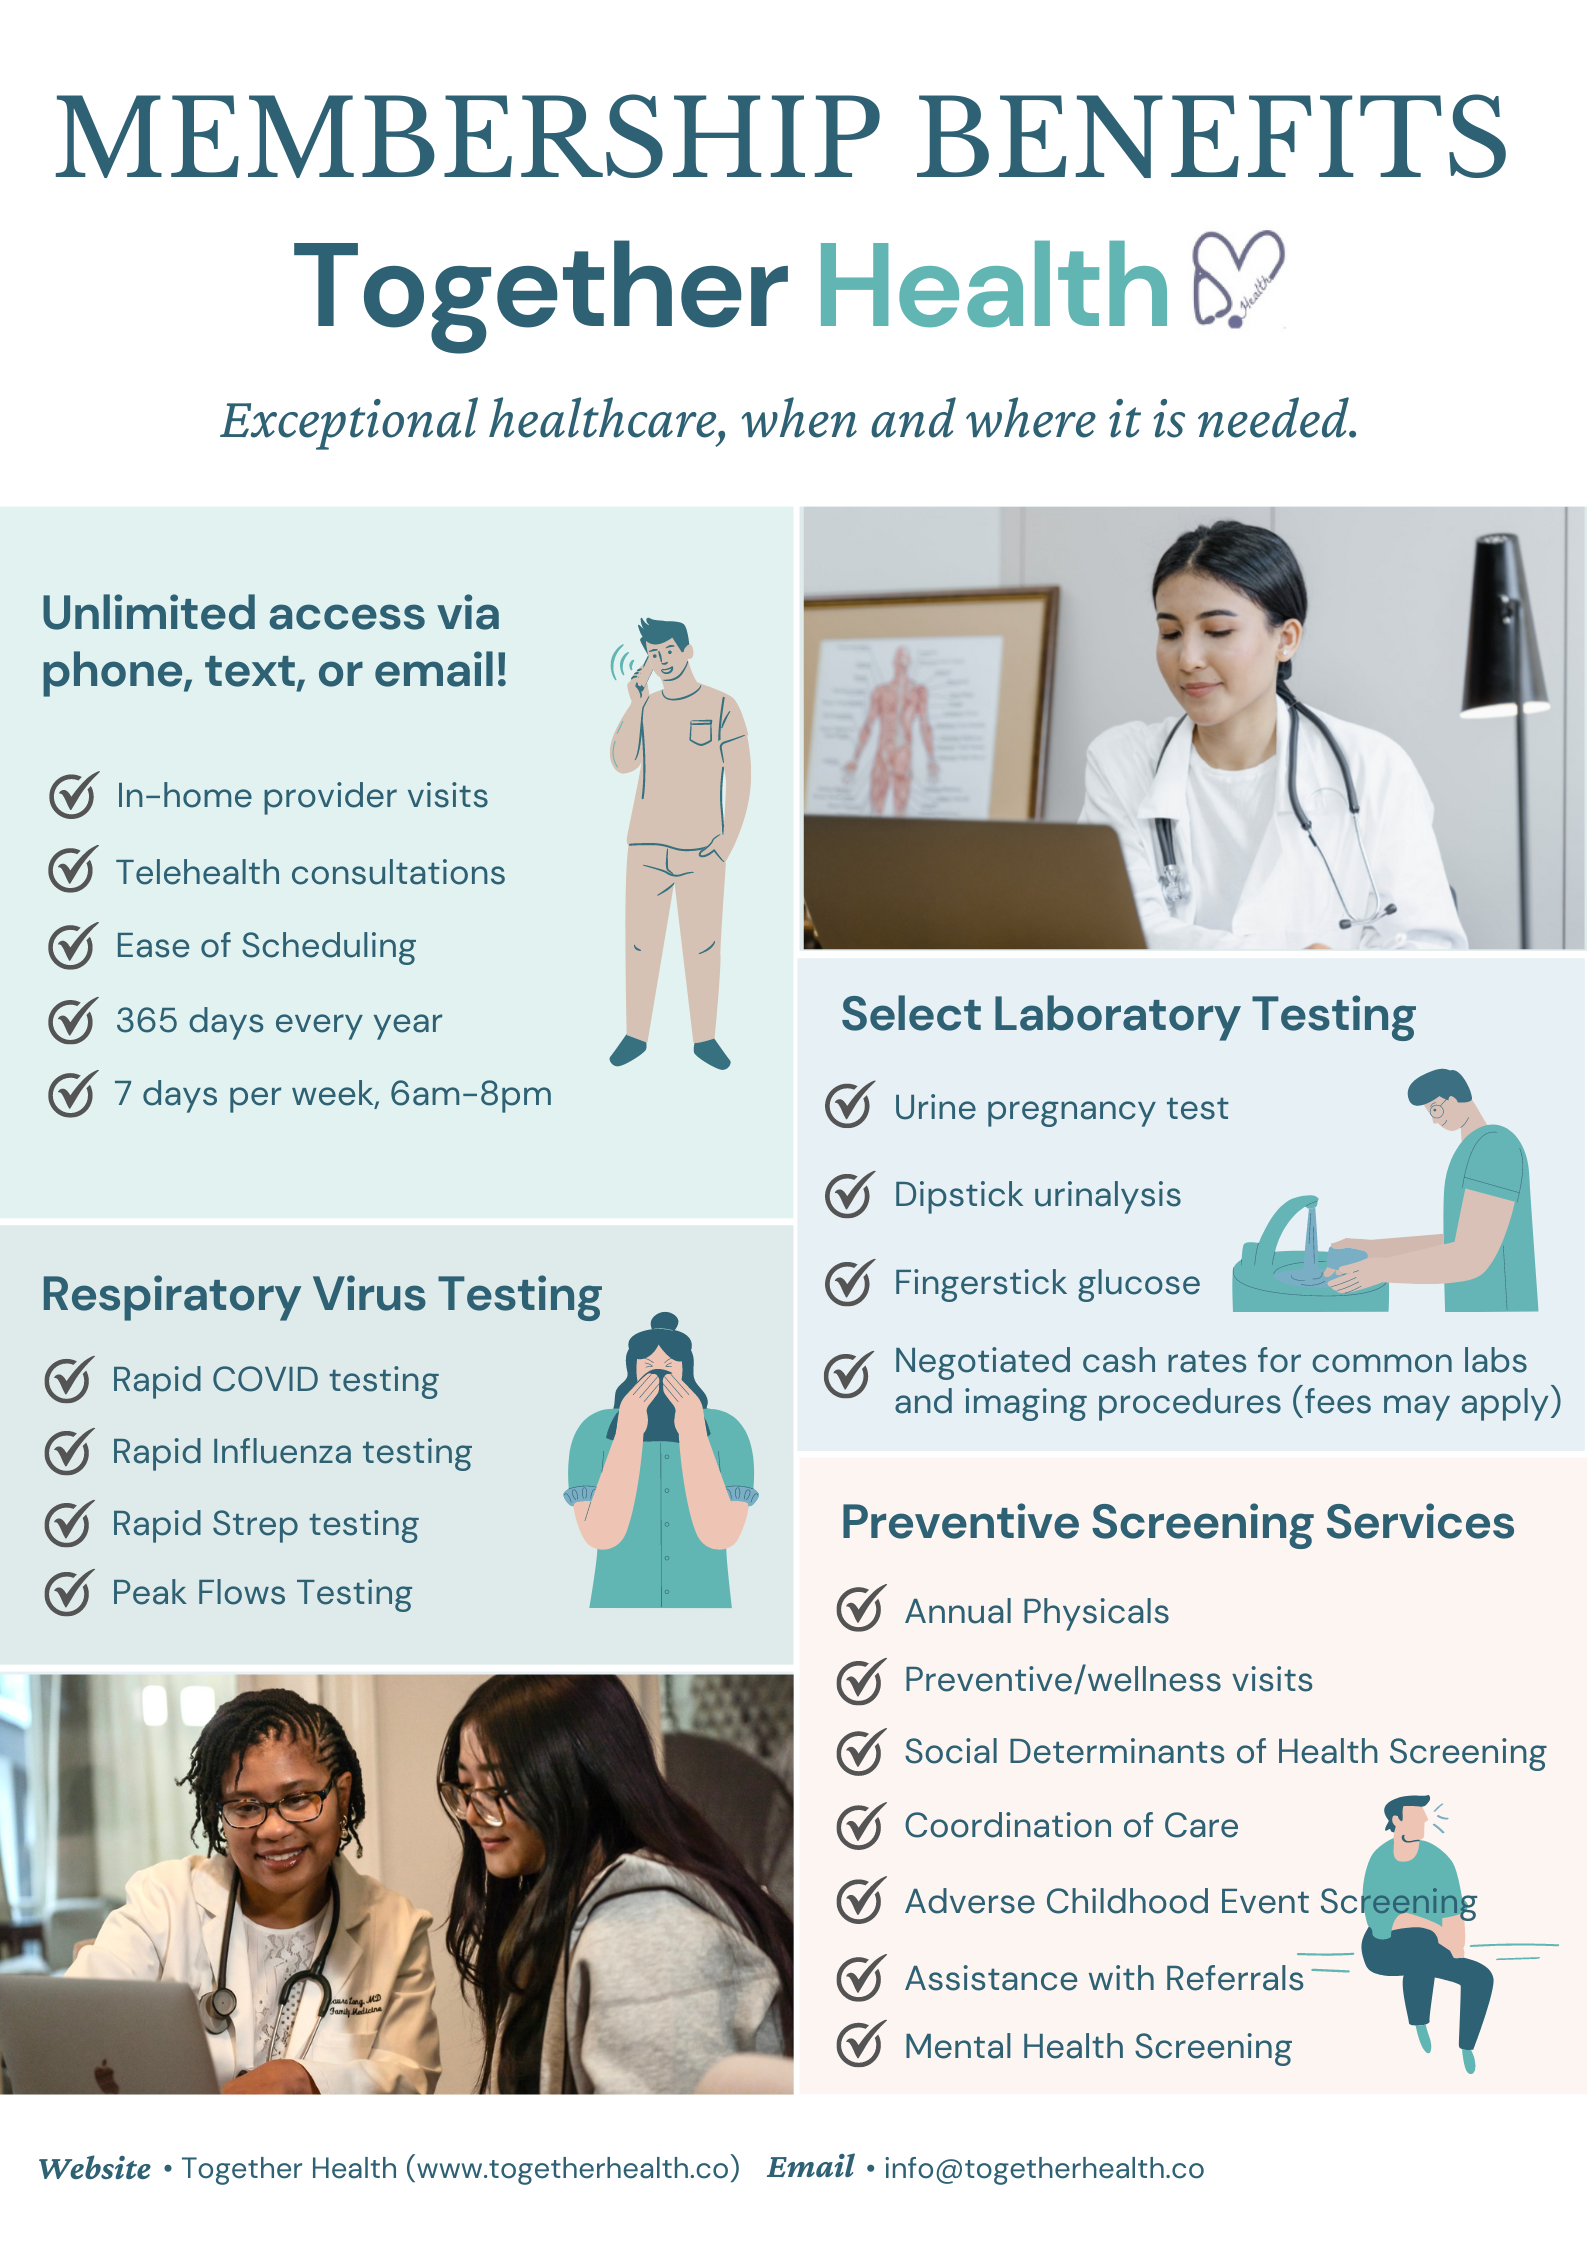 MEMBERSHIP BENEFITS
Together Health
Health
Exceptional healthcare, when and where it is needed.
Unlimited access via
phone, text, or email!
In-home provider visits
Telehealth consultations
Ease of Scheduling
365 days every year
7 days per week, 6am-8pm
Respiratory Virus Testing
Rapid COVID testing
Rapid Influenza testing
Rapid Strep testing
Peak Flows Testing
Select Laboratory Testing
Urine pregnancy test
Dipstick urinalysis
Fingerstick glucose
Negotiated cash rates for common labs
and imaging procedures (fees may apply)
Preventive Screening Services
Annual Physicals
Preventive/wellness visits
Social Determinants of Health Screening
Coordination of Care
Adverse Childhood Event Screening
Assistance with Referrals
Mental Health Screening
MD
Family Medicine
Website • Together Health (www.togetherhealth.co) Email • info@togetherhealth.co